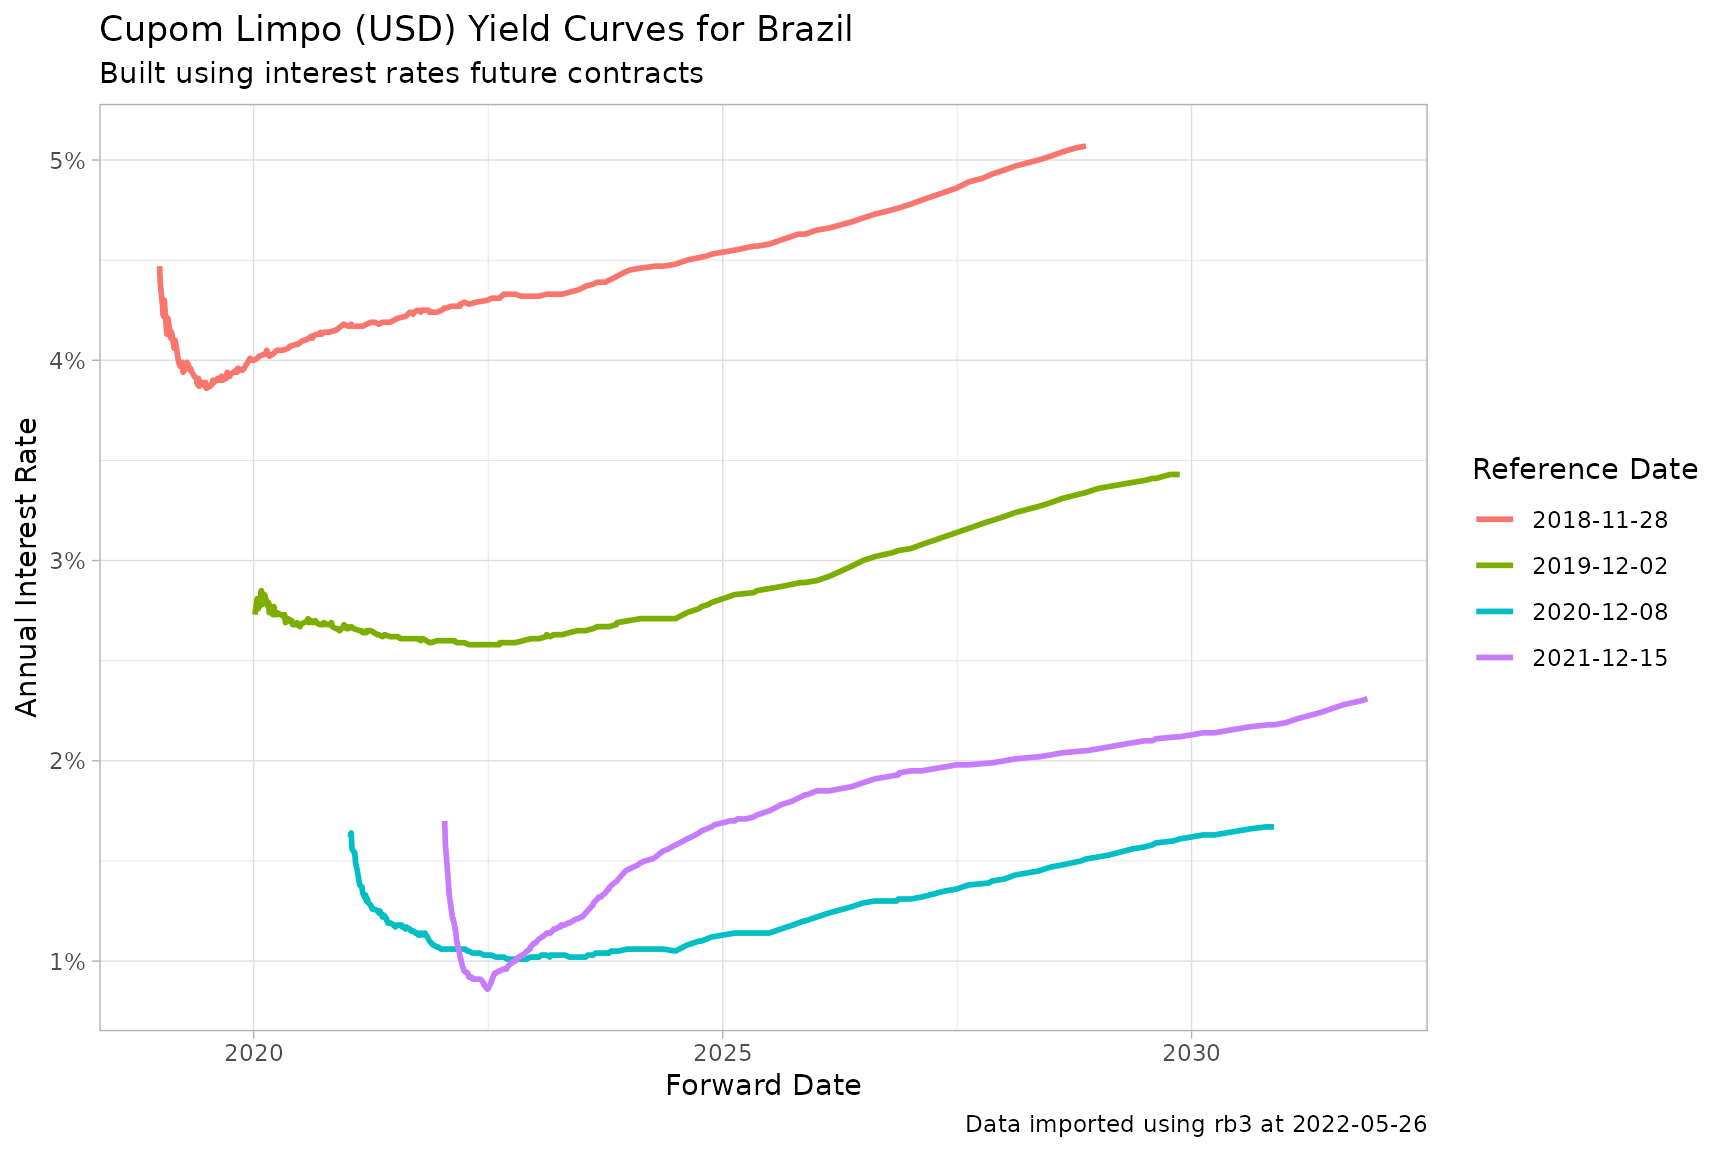 Cupom Limpo (USD) Yield Curves for Brazil
Built using interest rates future contracts
5%
4%
3%
2%
1%
Annual Interest Rate
2020
2025
2030
Forward Date
Reference Date
2018-11-28
2019-12-02
2020-12-08
2021-12-15
Data imported using rb3 at 2022-05-26